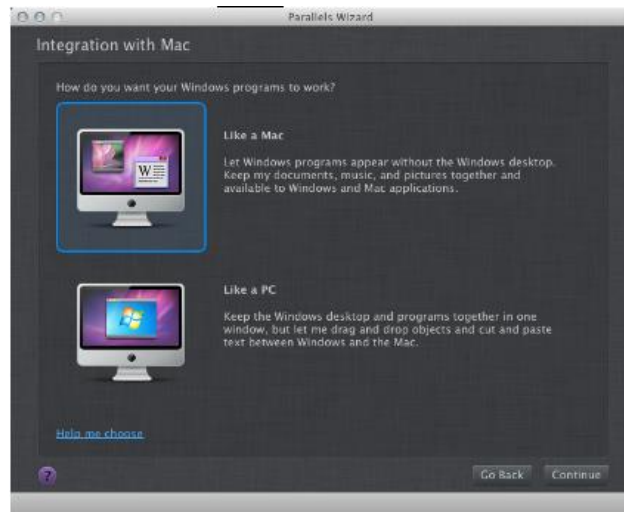 Parallels Wizard
Integration with Mac
How do you want your Windows programs to work?
Like a Mac
Let Windows programs appear without the Windows desktop.
Keep my documents, music, and pictures together and
available to Windows and Mac applications.
W
Like a PC
Keep the Windows desktop and programs together in one
window, but let me drag and drop objects and cut and paste
text between Windows and the Mac.
Help me choose
?
Go Back
Continue